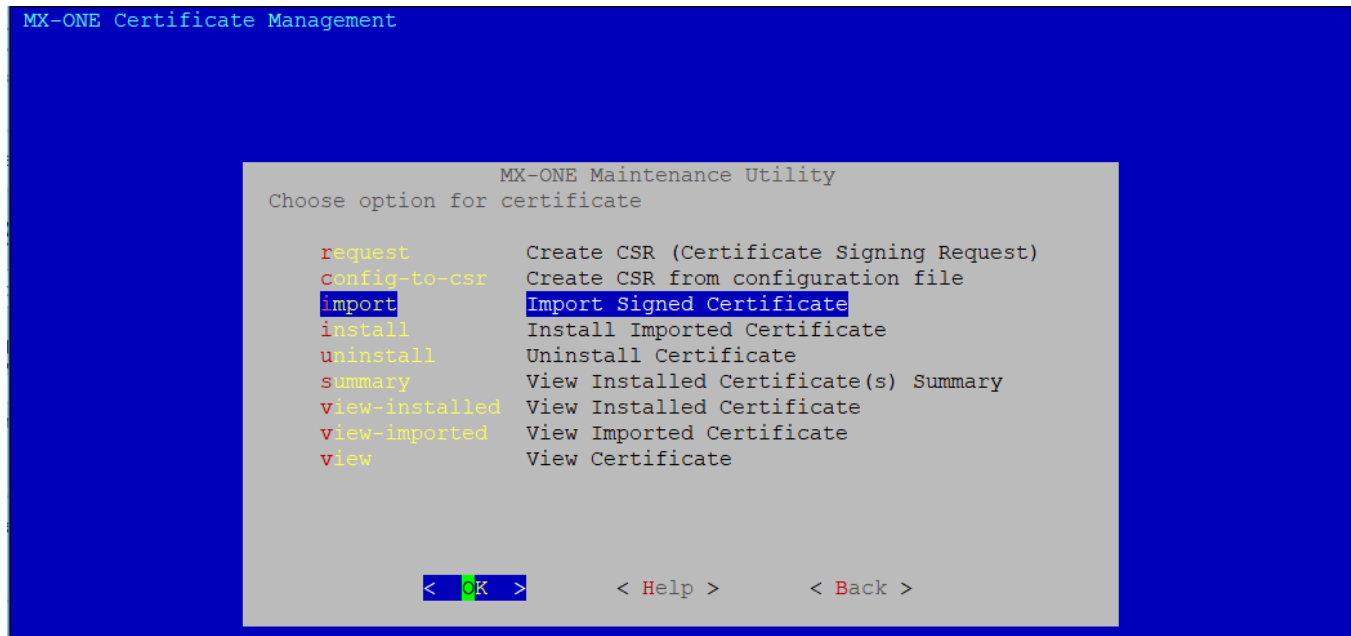 MX-ONE Certificate Management
MX-ONE Maintenance Utility
Choose option for certificate
request Create CSR (Certificate Signing Request)
config-to-csr Create CSR from configuration file
import Import Signed Certificate
install Install Imported Certificate
uninstall Uninstall Certificate
summary View Installed Certificate(s) Summary
view-installed View Installed Certificate
view-imported View Imported Certificate
view View Certificate
< OK > < Help > < Back >